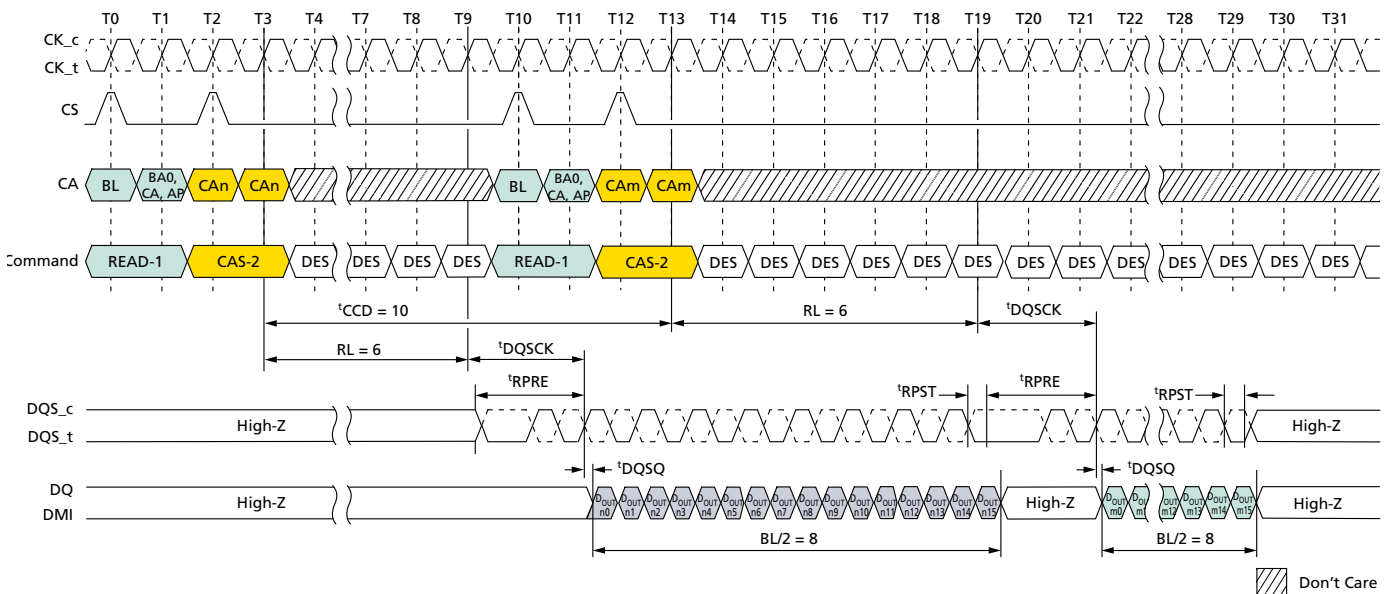 T0 T1 T2 T3 T4 T7 T8 T9 T10 T11 T12 T13 T14 T15 T16 T17 T18 T19 T20 T21 T22 T28 T29 T30 T31
CK_c
CK_t
CS
CA BL BA0, CA, AP CAn CAn BL BA0, CA, AP CAm CAm
Command READ-1 CAS-2 DES DES DES DES READ-1 CAS-2 DES DES DES DES DES DES DES DES DES DES DES DES DES
tCCD = 10 RL = 6 tDQSCK
RL = 6 tDQSCK
tRPRE tRPST tRPRE tRPST
DQS_c
DQS_t
High-Z High-Z
tDQSQ tDQSQ
DQ
DMI
High-Z DOUT n0 DOUT n1 DOUT n2 DOUT n3 DOUT n4 DOUT n5 DOUT n6 DOUT n7 DOUT n8 DOUT n9 DOUT n10 DOUT n11 DOUT n12 DOUT n13 DOUT n14 DOUT n15 High-Z DOUT m0 DOUT m1 DOUT m12 DOUT m13 DOUT m14 DOUT m15 High-Z
BL/2 = 8 BL/2 = 8
Don't Care